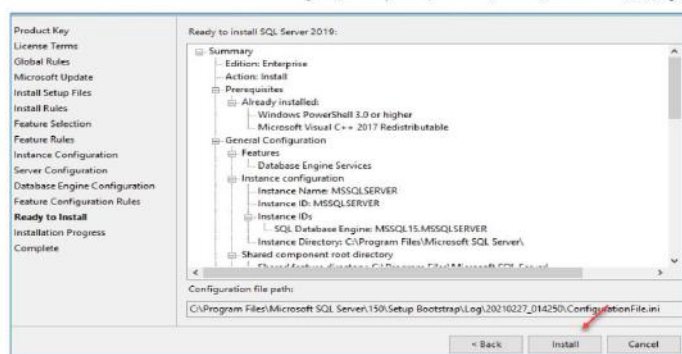 Product Key
License Terms
Global Rules
Microsoft Update
Install Setup Files
Install Rules
Feature Selection
Feature Rules
Instance Configuration
Server Configuration
Database Engine Configuration
Feature Configuration Rules
Ready to Install
Installation Progress
Complete
Ready to install SQL Server 2019:
Summary
Edition: Enterprise
Action: Install
Prerequisites
Already installed:
Windows PowerShell 3.0 or higher
Microsoft Visual C++ 2017 Redistributable
General Configuration
Features
Database Engine Services
Instance configuration
Instance Name: MSSQLSERVER
Instance ID: MSSQLSERVER
Instance IDs
SQL Database Engine: MSSQL15.MSSQLSERVER
Instance Directory: C:\Program Files\Microsoft SQL Server\
Shared component root directory
Configuration file path:
C:\Program Files\Microsoft SQL Server\150\Setup Bootstrap\Log\20210227_014250\ConfigurationFile.ini
< Back
Install
Cancel